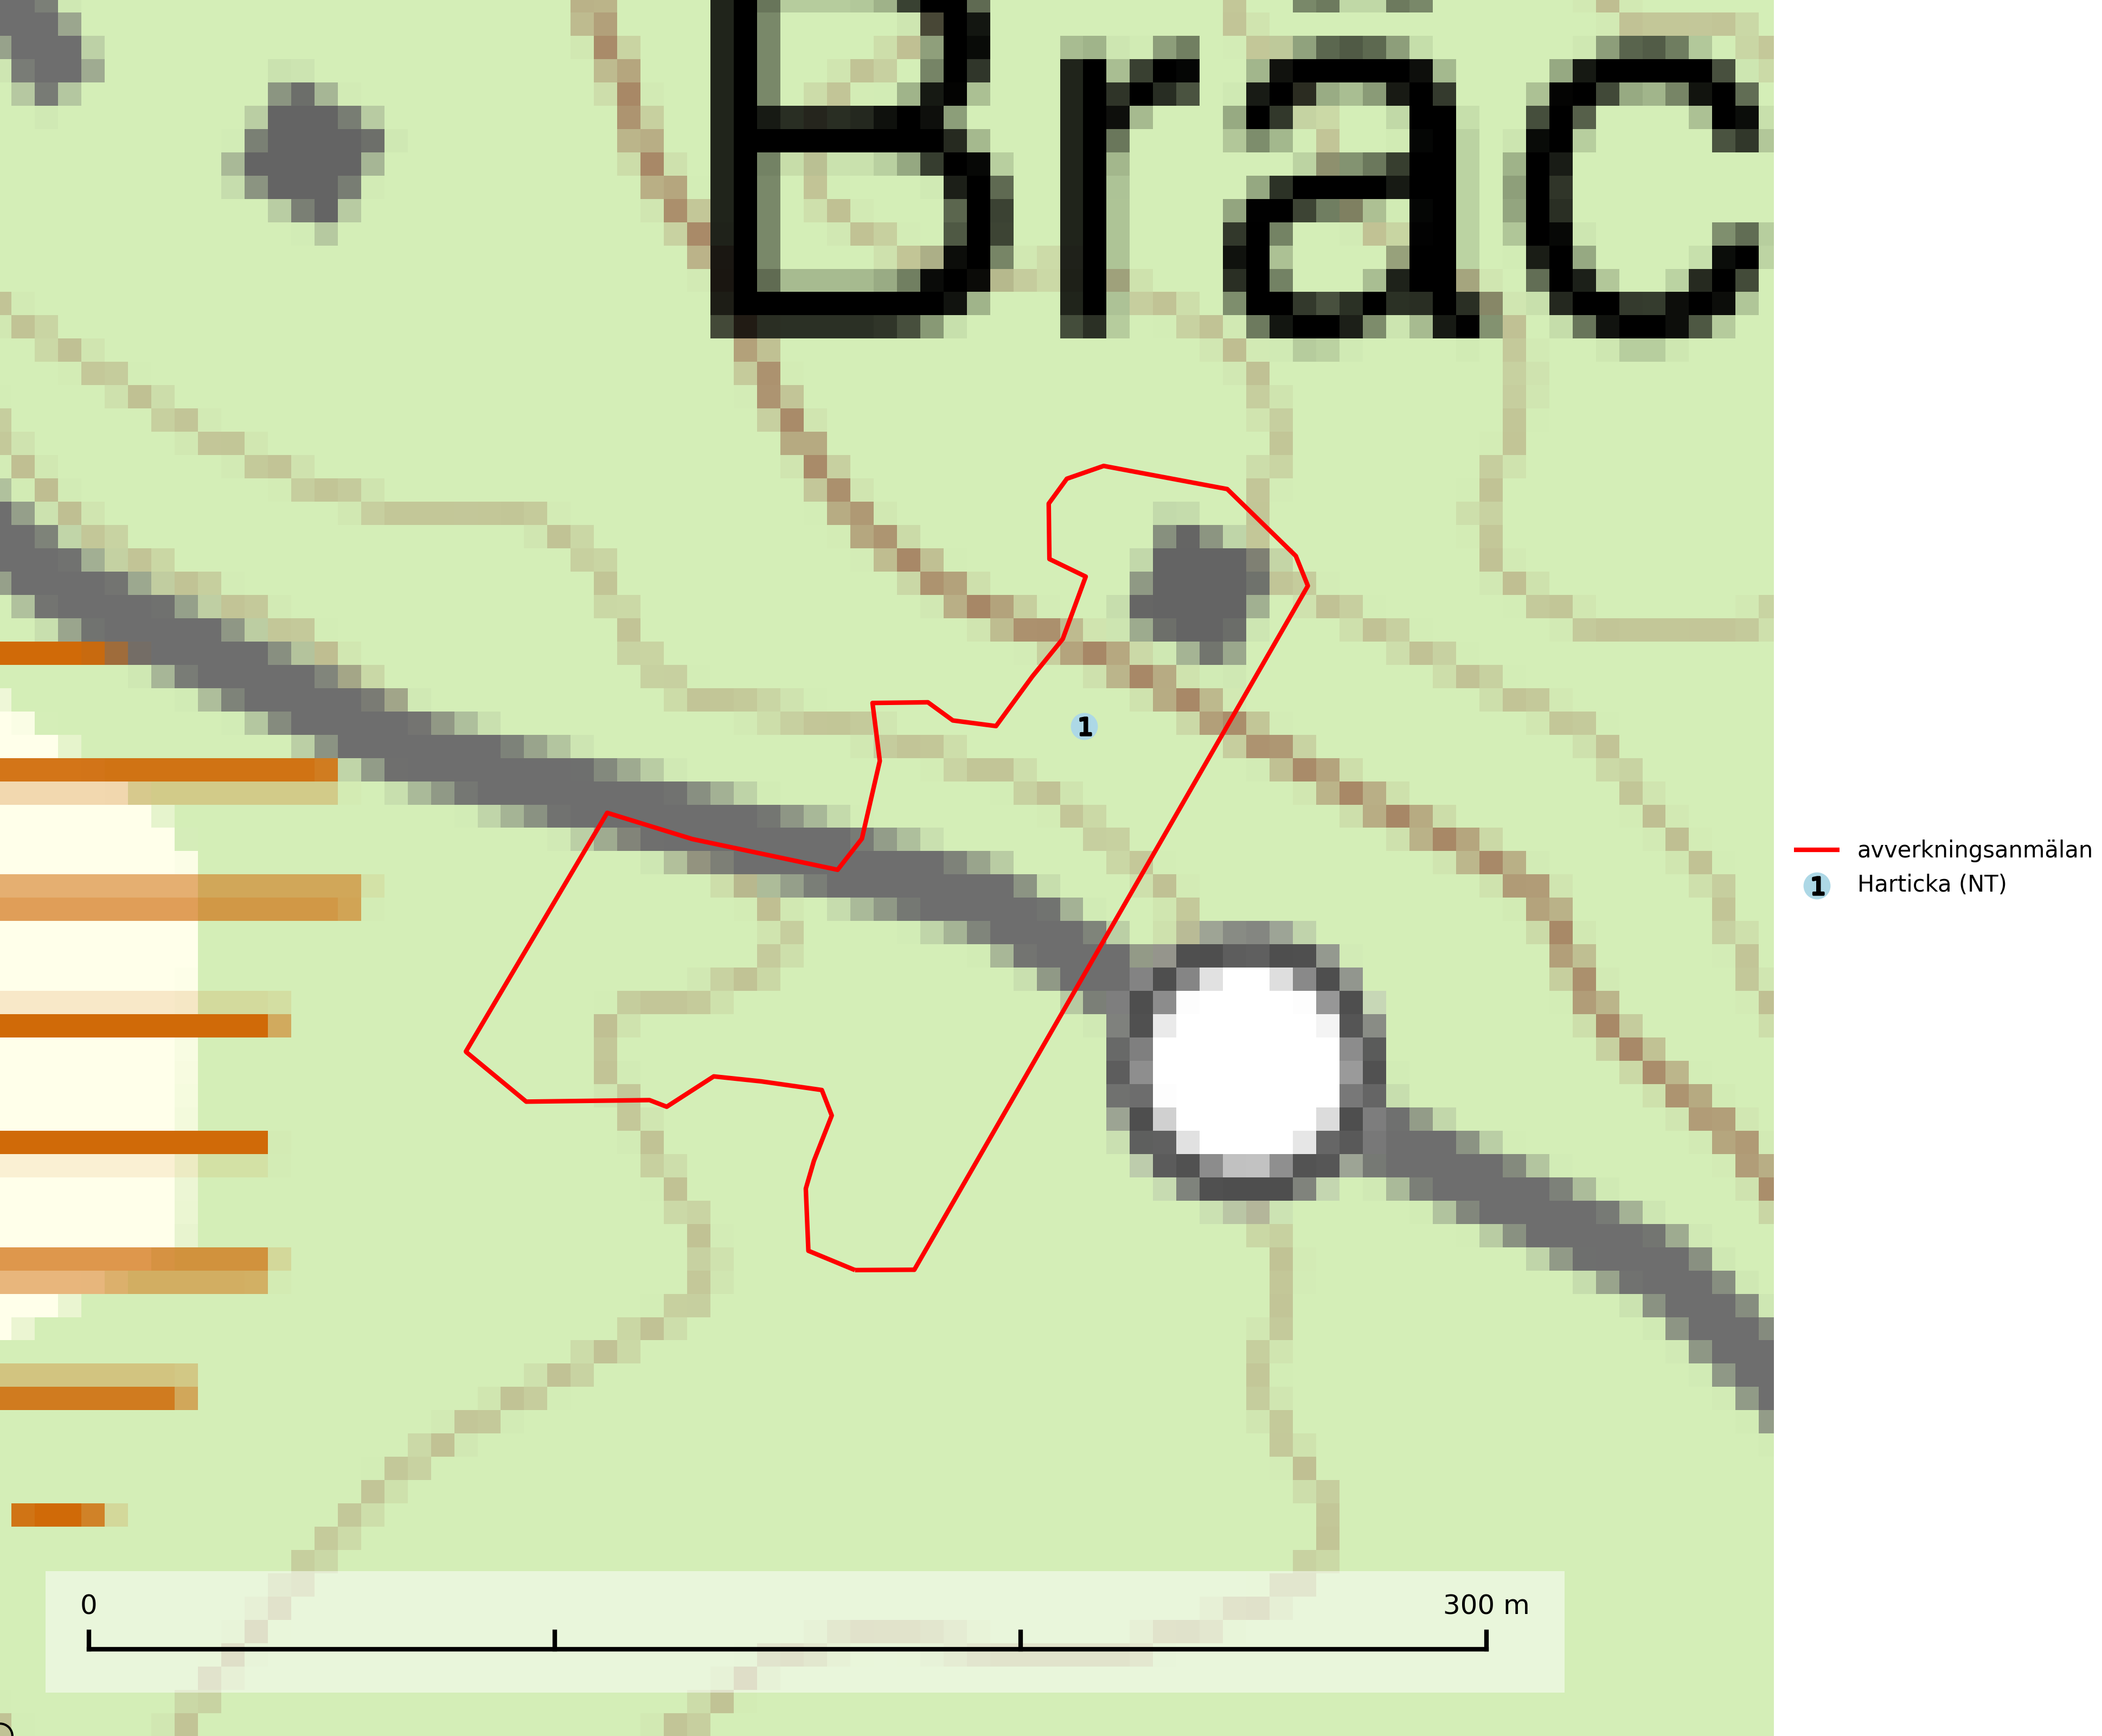 Brac
1
avverkningsanmälan
1 Harticka (NT)
0 300 m